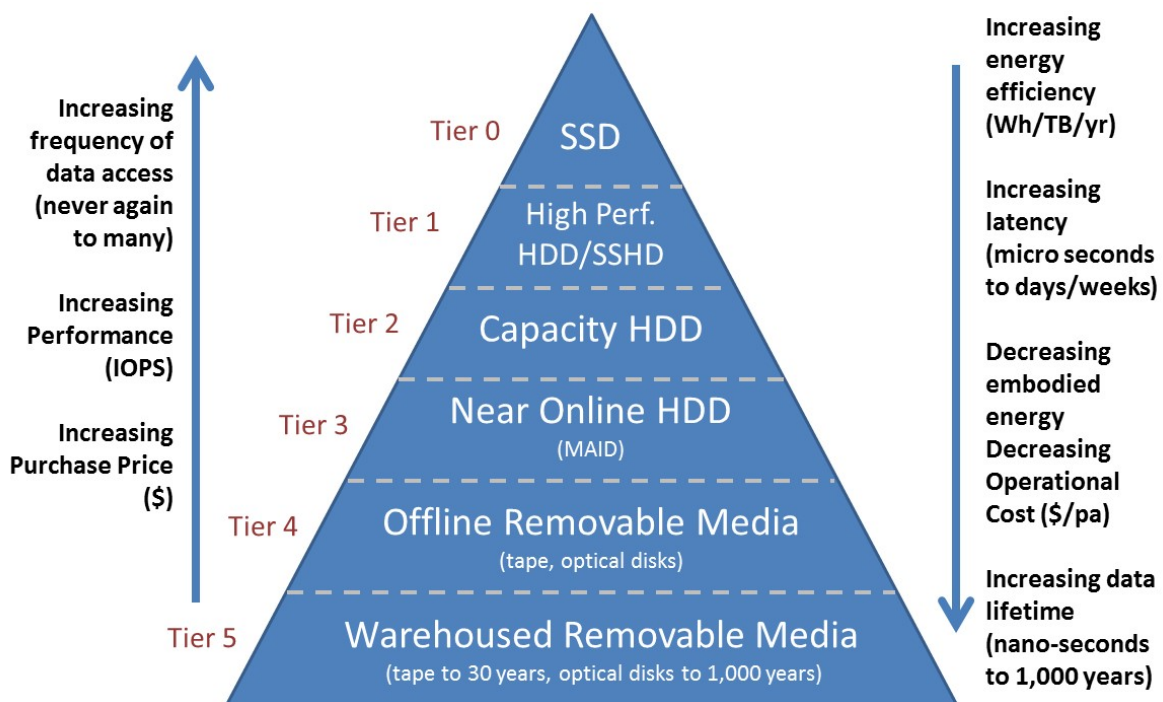 Increasing
frequency of
data access
(never again
to many)
Increasing
Performance
(IOPS)
Increasing
Purchase Price
($)
Tier 0
SSD
Tier 1
High Perf.
HDD/SSHD
Tier 2
Capacity HDD
Tier 3
Near Online HDD
(MAID)
Tier 4
Offline Removable Media
(tape, optical disks)
Tier 5
Warehoused Removable Media
(tape to 30 years, optical disks to 1,000 years)
Increasing
energy
efficiency
(Wh/TB/yr)
Increasing
latency
(micro seconds
to days/weeks)
Decreasing
embodied
energy
Decreasing
Operational
Cost ($/pa)
Increasing data
lifetime
(nano-seconds
to 1,000 years)